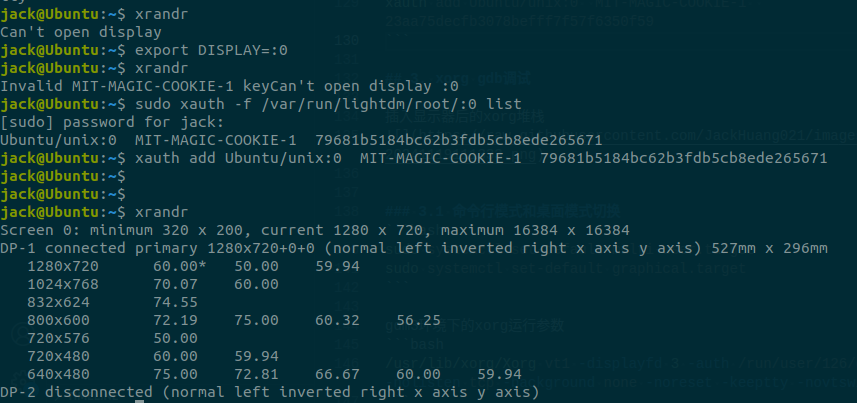 jack@Ubuntu:~$ xrandr
Can't open display
jack@Ubuntu:~$ export DISPLAY=:0
jack@Ubuntu:~$ xrandr
Invalid MIT-MAGIC-COOKIE-1 keyCan't open display :0
jack@Ubuntu:~$ sudo xauth -f /var/run/lightdm/root/:0 list
[sudo] password for jack:
Ubuntu/unix:0  MIT-MAGIC-COOKIE-1  79681b5184bc62b3fdb5cb8ede265671
jack@Ubuntu:~$ xauth add Ubuntu/unix:0  MIT-MAGIC-COOKIE-1  79681b5184bc62b3fdb5cb8ede265671
jack@Ubuntu:~$
jack@Ubuntu:~$
jack@Ubuntu:~$ xrandr
Screen 0: minimum 320 x 200, current 1280 x 720, maximum 16384 x 16384
DP-1 connected primary 1280x720+0+0 (normal left inverted right x axis y axis) 527mm x 296mm
   1280x720      60.00*   50.00    59.94
   1024x768      70.07    60.00
   832x624       74.55
   800x600       72.19    75.00    60.32    56.25
   720x576       50.00
   720x480       60.00    59.94
   640x480       75.00    72.81    66.67    60.00    59.94
DP-2 disconnected (normal left inverted right x axis y axis)